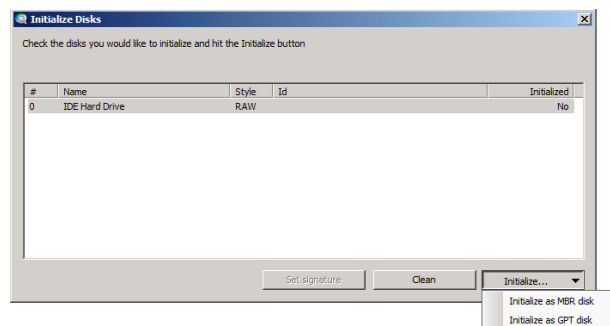 Initialize Disks
Check the disks you would like to initialize and hit the Initialize button
# Name Style Id Initialized
0 IDE Hard Drive RAW No
Set signature Clean Initialize...
Initialize as MBR disk
Initialize as GPT disk